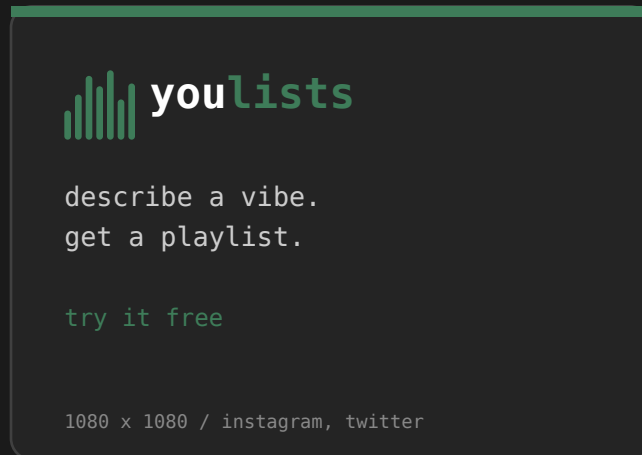 youlists
describe a vibe.
get a playlist.
try it free
1080 x 1080 / instagram, twitter